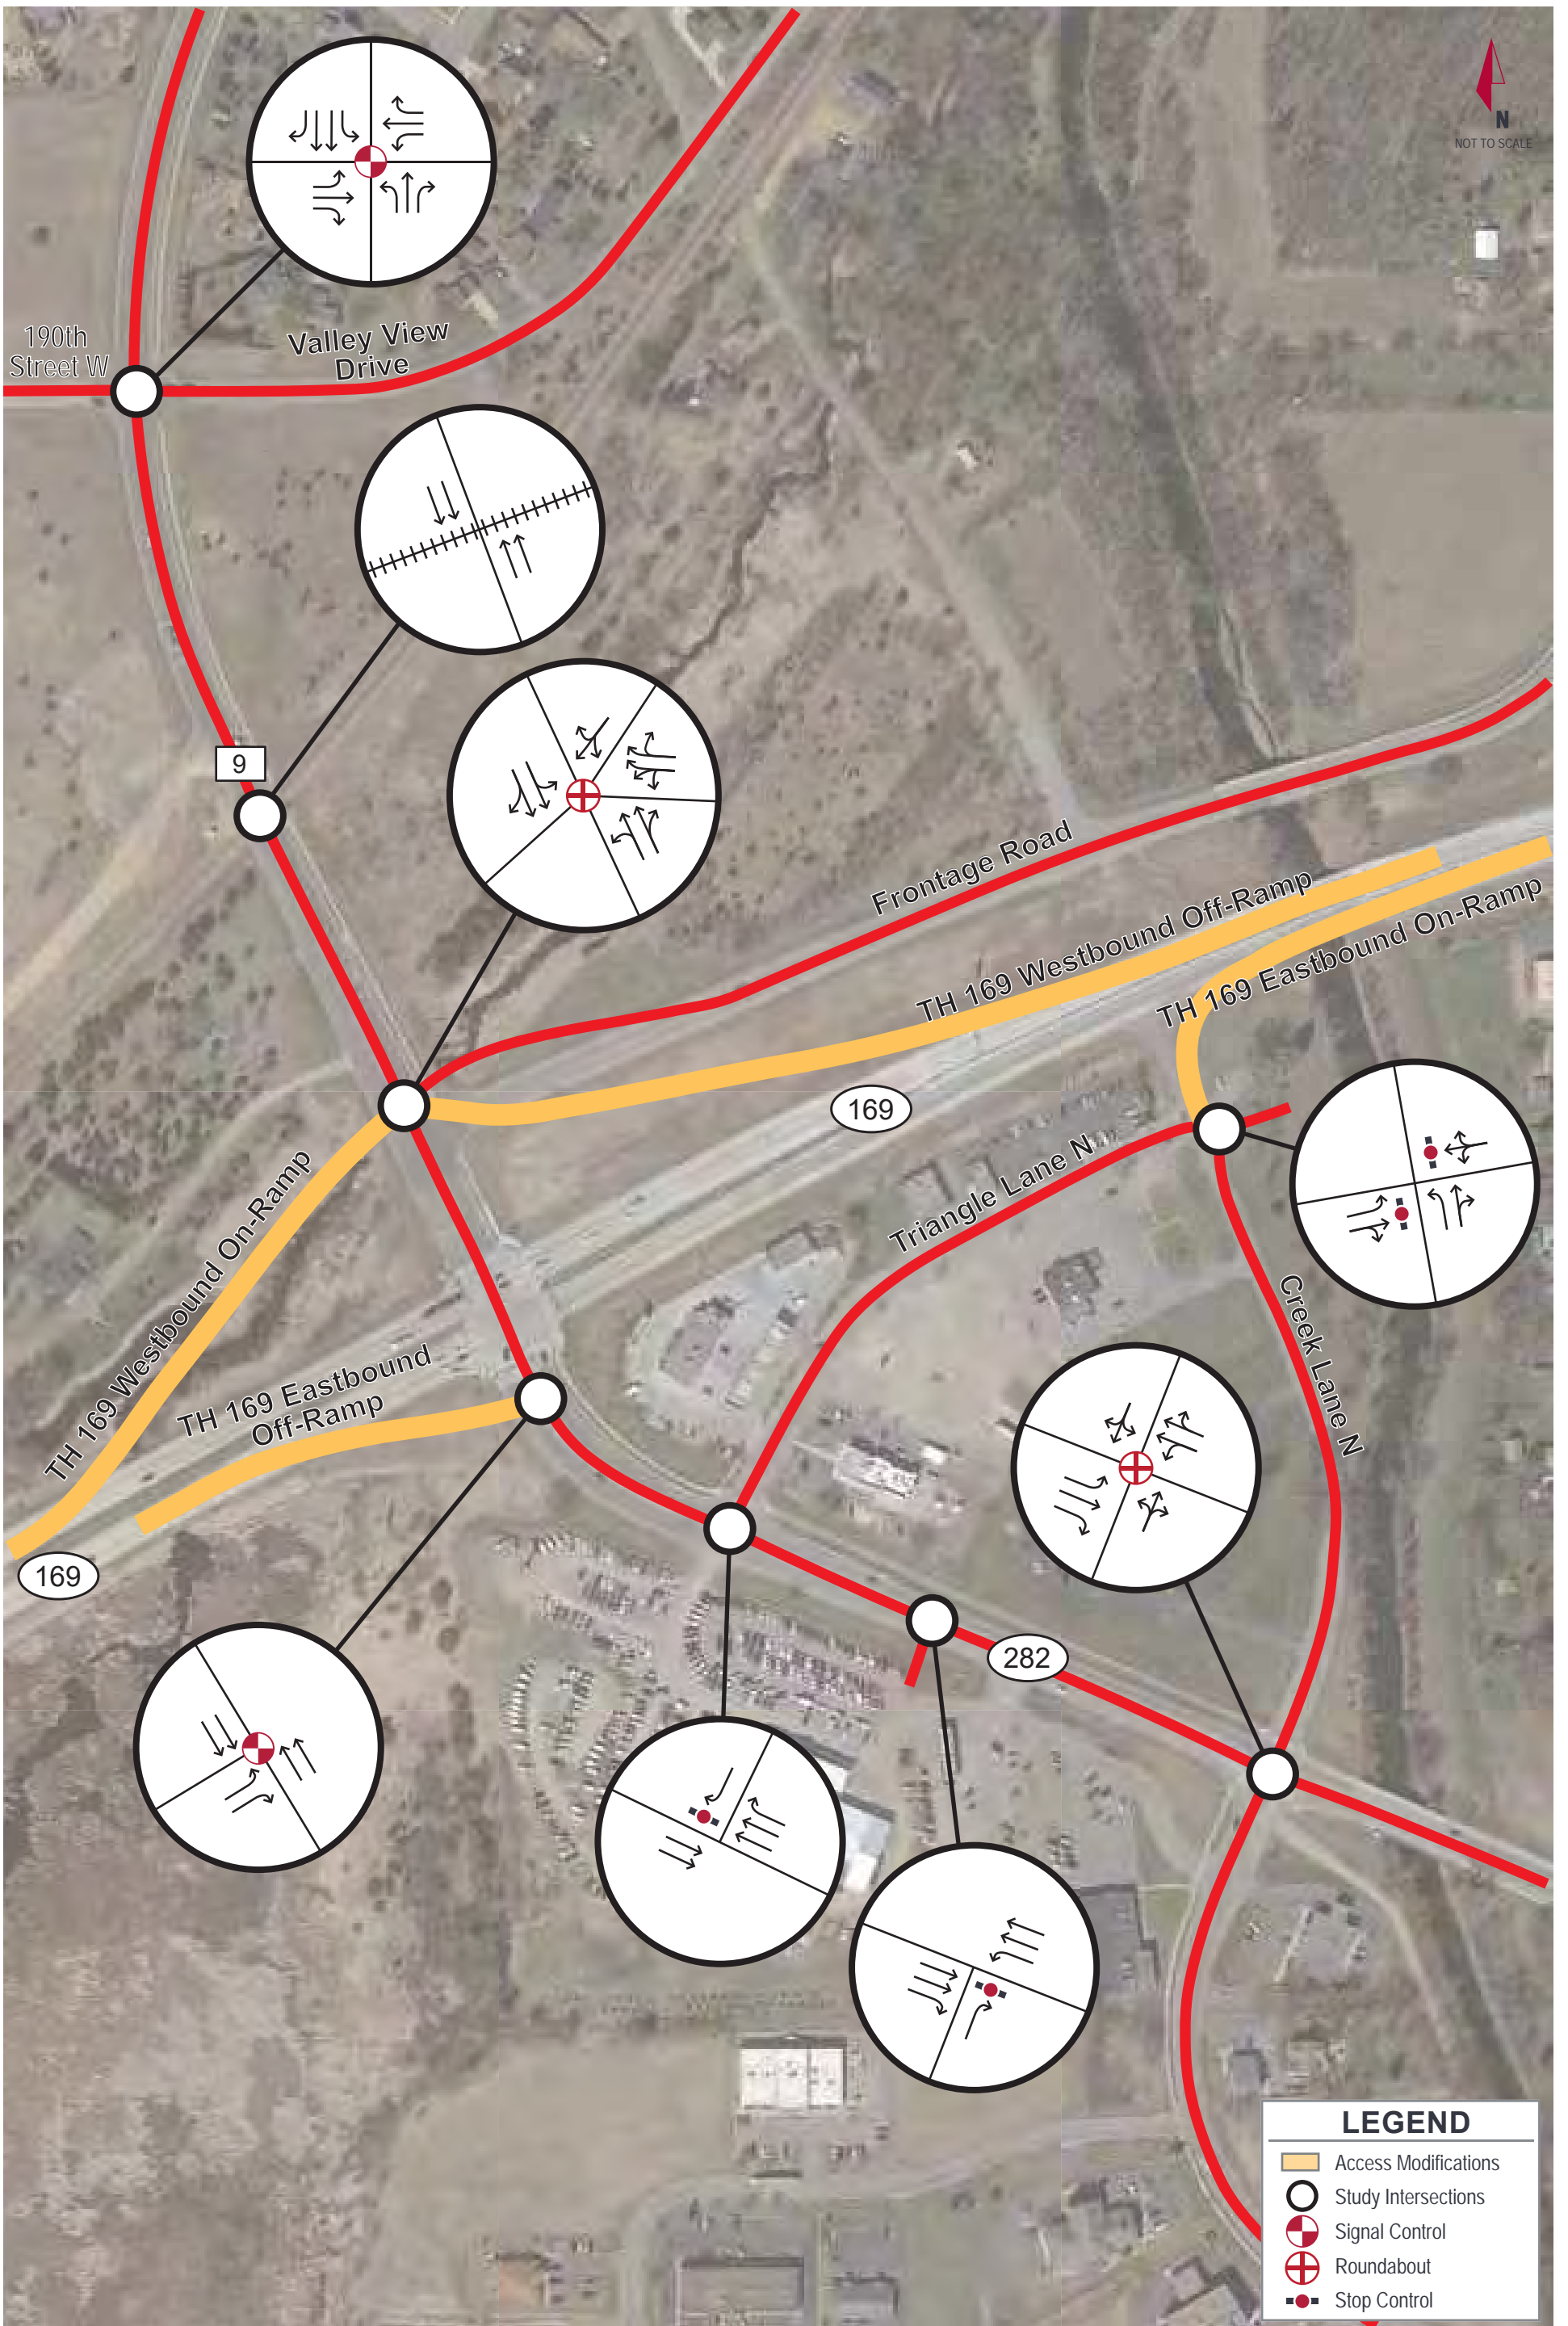 N
NOT TO SCALE
190th
Street W
Valley View
Drive
9
Frontage Road
TH 169 Westbound Off-Ramp
TH 169 Eastbound On-Ramp
169
Triangle Lane N
TH 169 Westbound On-Ramp
Creek Lane N
TH 169 Eastbound
Off-Ramp
169
282
LEGEND
Access Modifications
Study Intersections
Signal Control
Roundabout
Stop Control